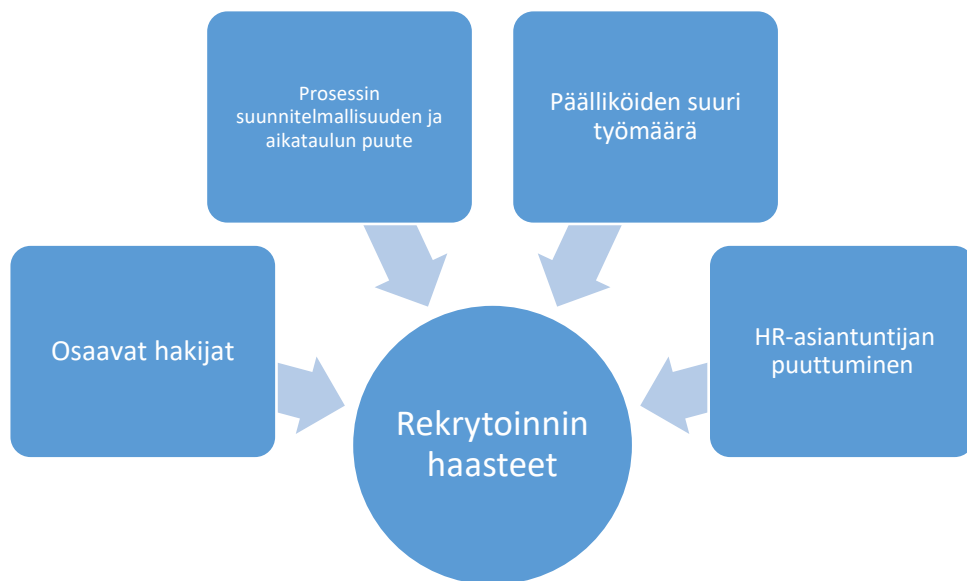 Prosessin
suunnitelmallisuuden ja
aikataulun puute
Päälliköiden suuri
työmäärä
Osaavat hakijat
HR-asiantuntijan
puuttuminen
Rekrytoinnin
haasteet